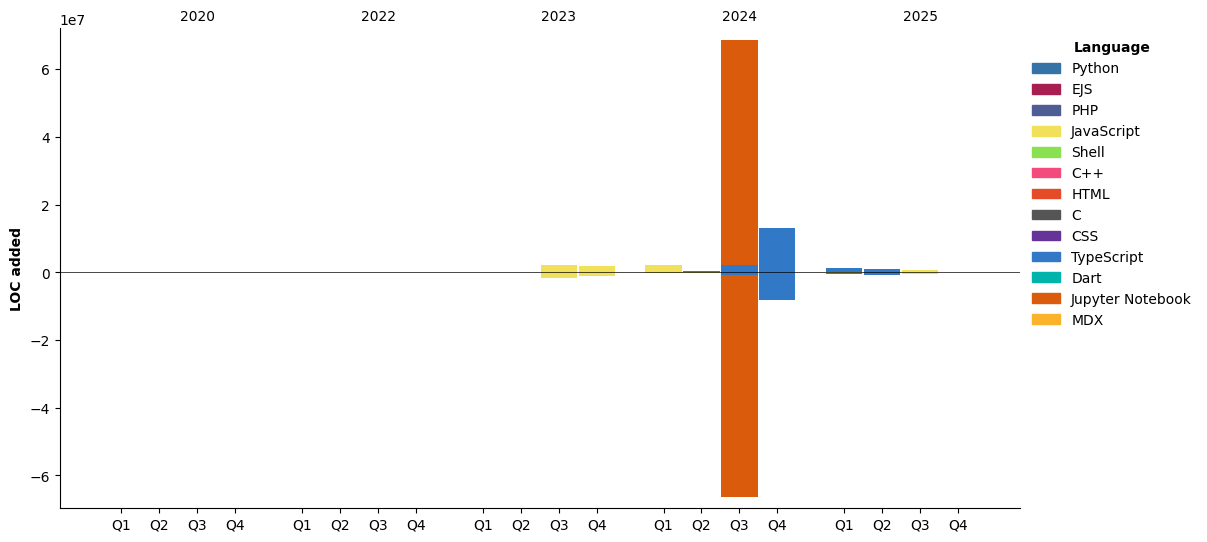 2020 2022 2023 2024 2025
1e7
6
4
2
0
−2
−4
−6
LOC added
Q1 Q2 Q3 Q4 Q1 Q2 Q3 Q4 Q1 Q2 Q3 Q4 Q1 Q2 Q3 Q4 Q1 Q2 Q3 Q4
Language
Python
EJS
PHP
JavaScript
Shell
C++
HTML
C
CSS
TypeScript
Dart
Jupyter Notebook
MDX